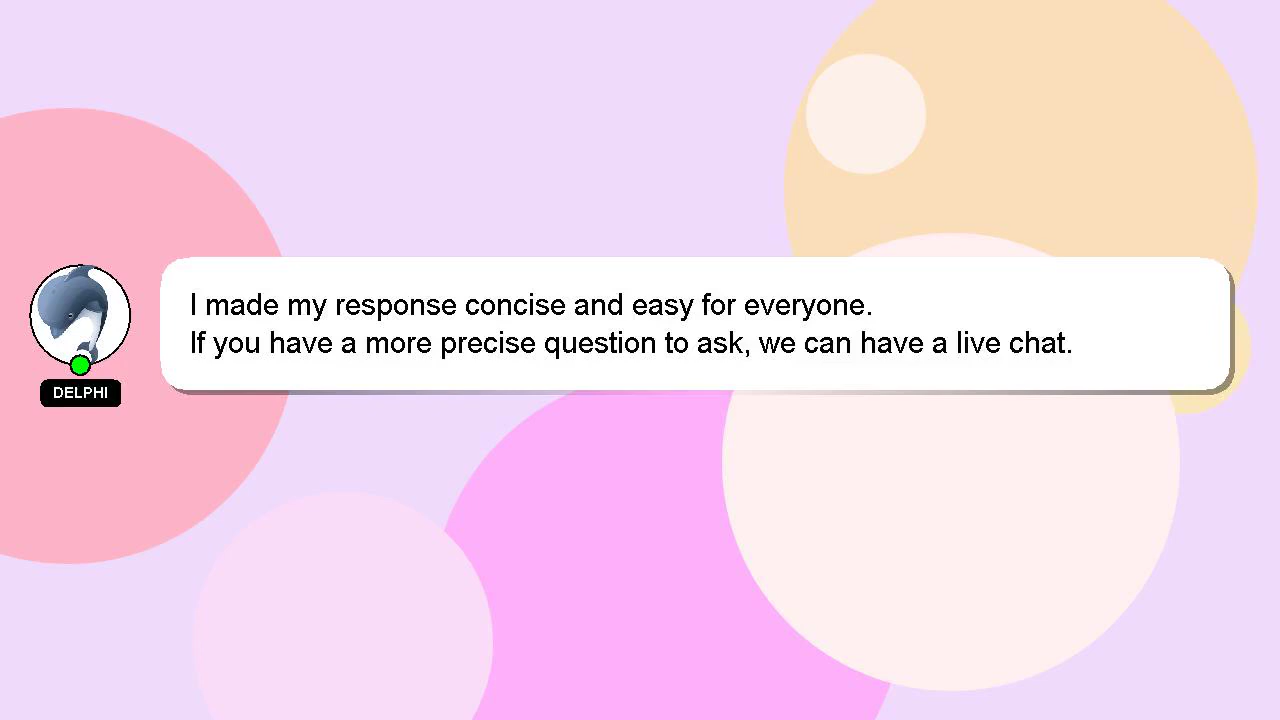 I made my response concise and easy for everyone.
If you have a more precise question to ask, we can have a live chat.
DELPHI